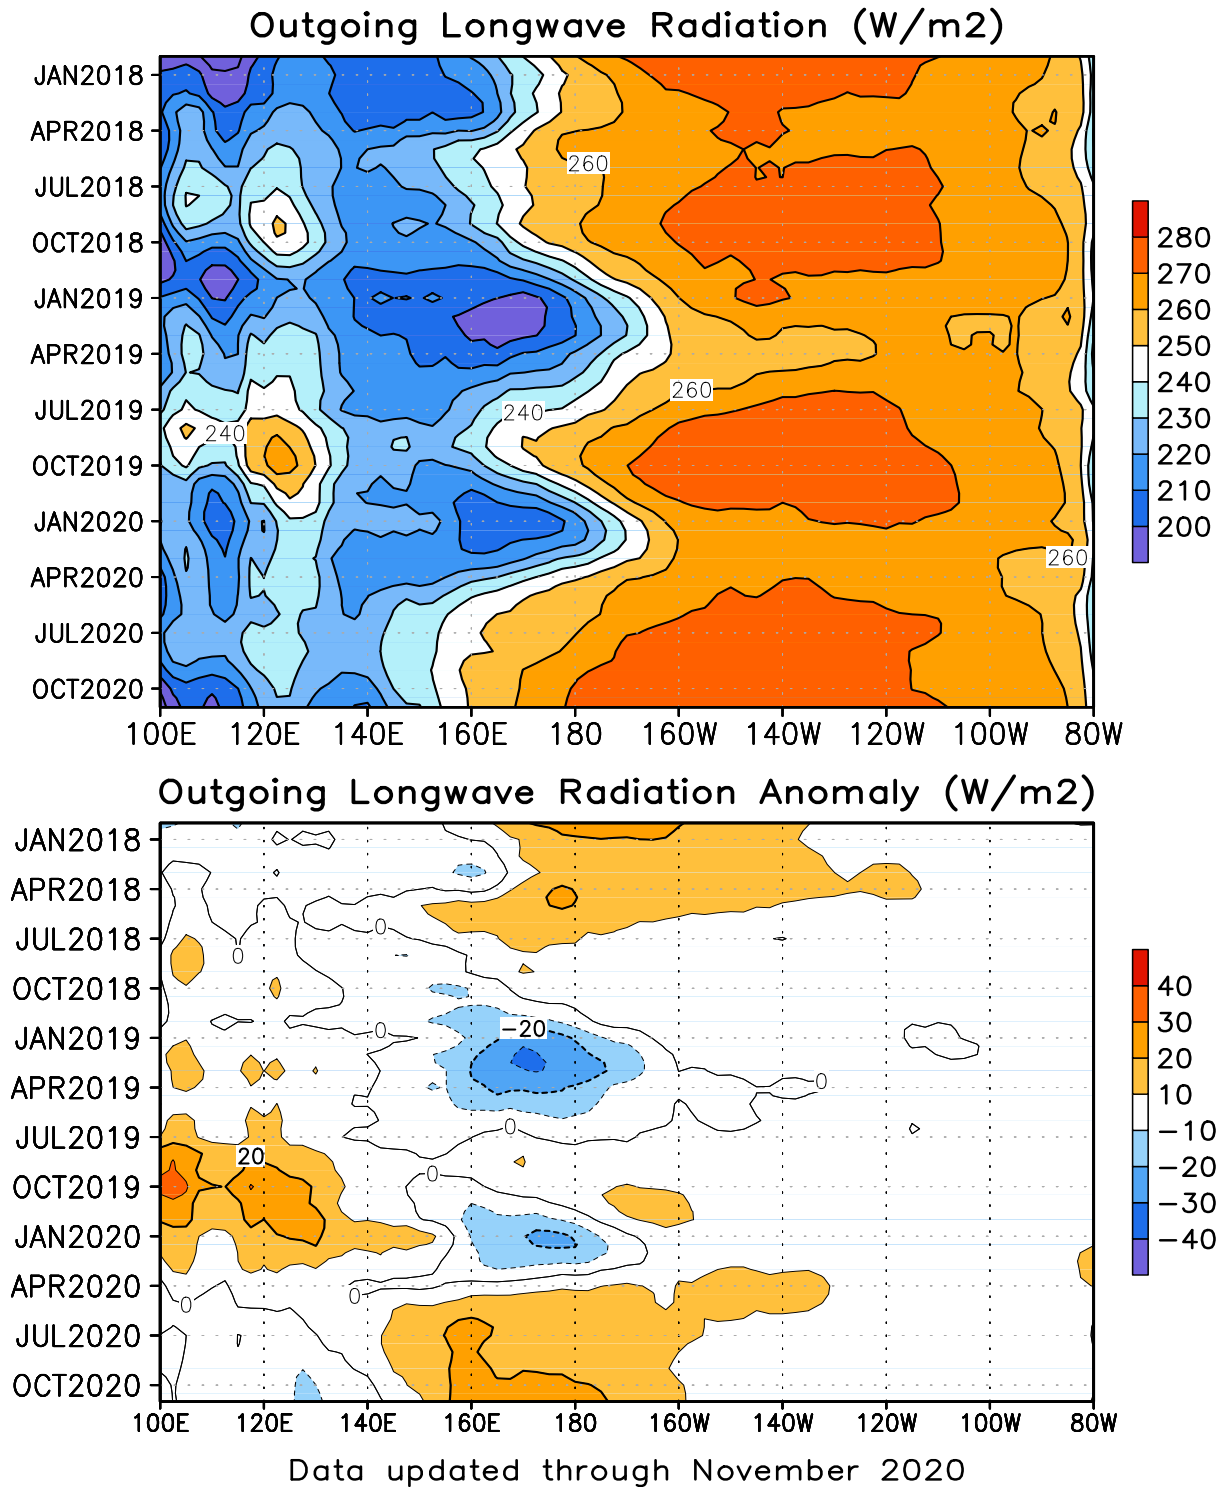 Outgoing Longwave Radiation (W/m2)
JAN2018
APR2018
JUL2018
OCT2018
JAN2019
APR2019
JUL2019
OCT2019
JAN2020
APR2020
JUL2020
OCT2020
260
260
240
240
260
100E 120E 140E 160E 180 160W 140W 120W 100W 80W
280
270
260
250
240
230
220
210
200
Outgoing Longwave Radiation Anomaly (W/m2)
JAN2018
APR2018
JUL2018
OCT2018
JAN2019
APR2019
JUL2019
OCT2019
JAN2020
APR2020
JUL2020
OCT2020
0
0
-20
0
0
0
20
0
0
0
100E 120E 140E 160E 180 160W 140W 120W 100W 80W
40
30
20
10
-10
-20
-30
-40
Data updated through November 2020